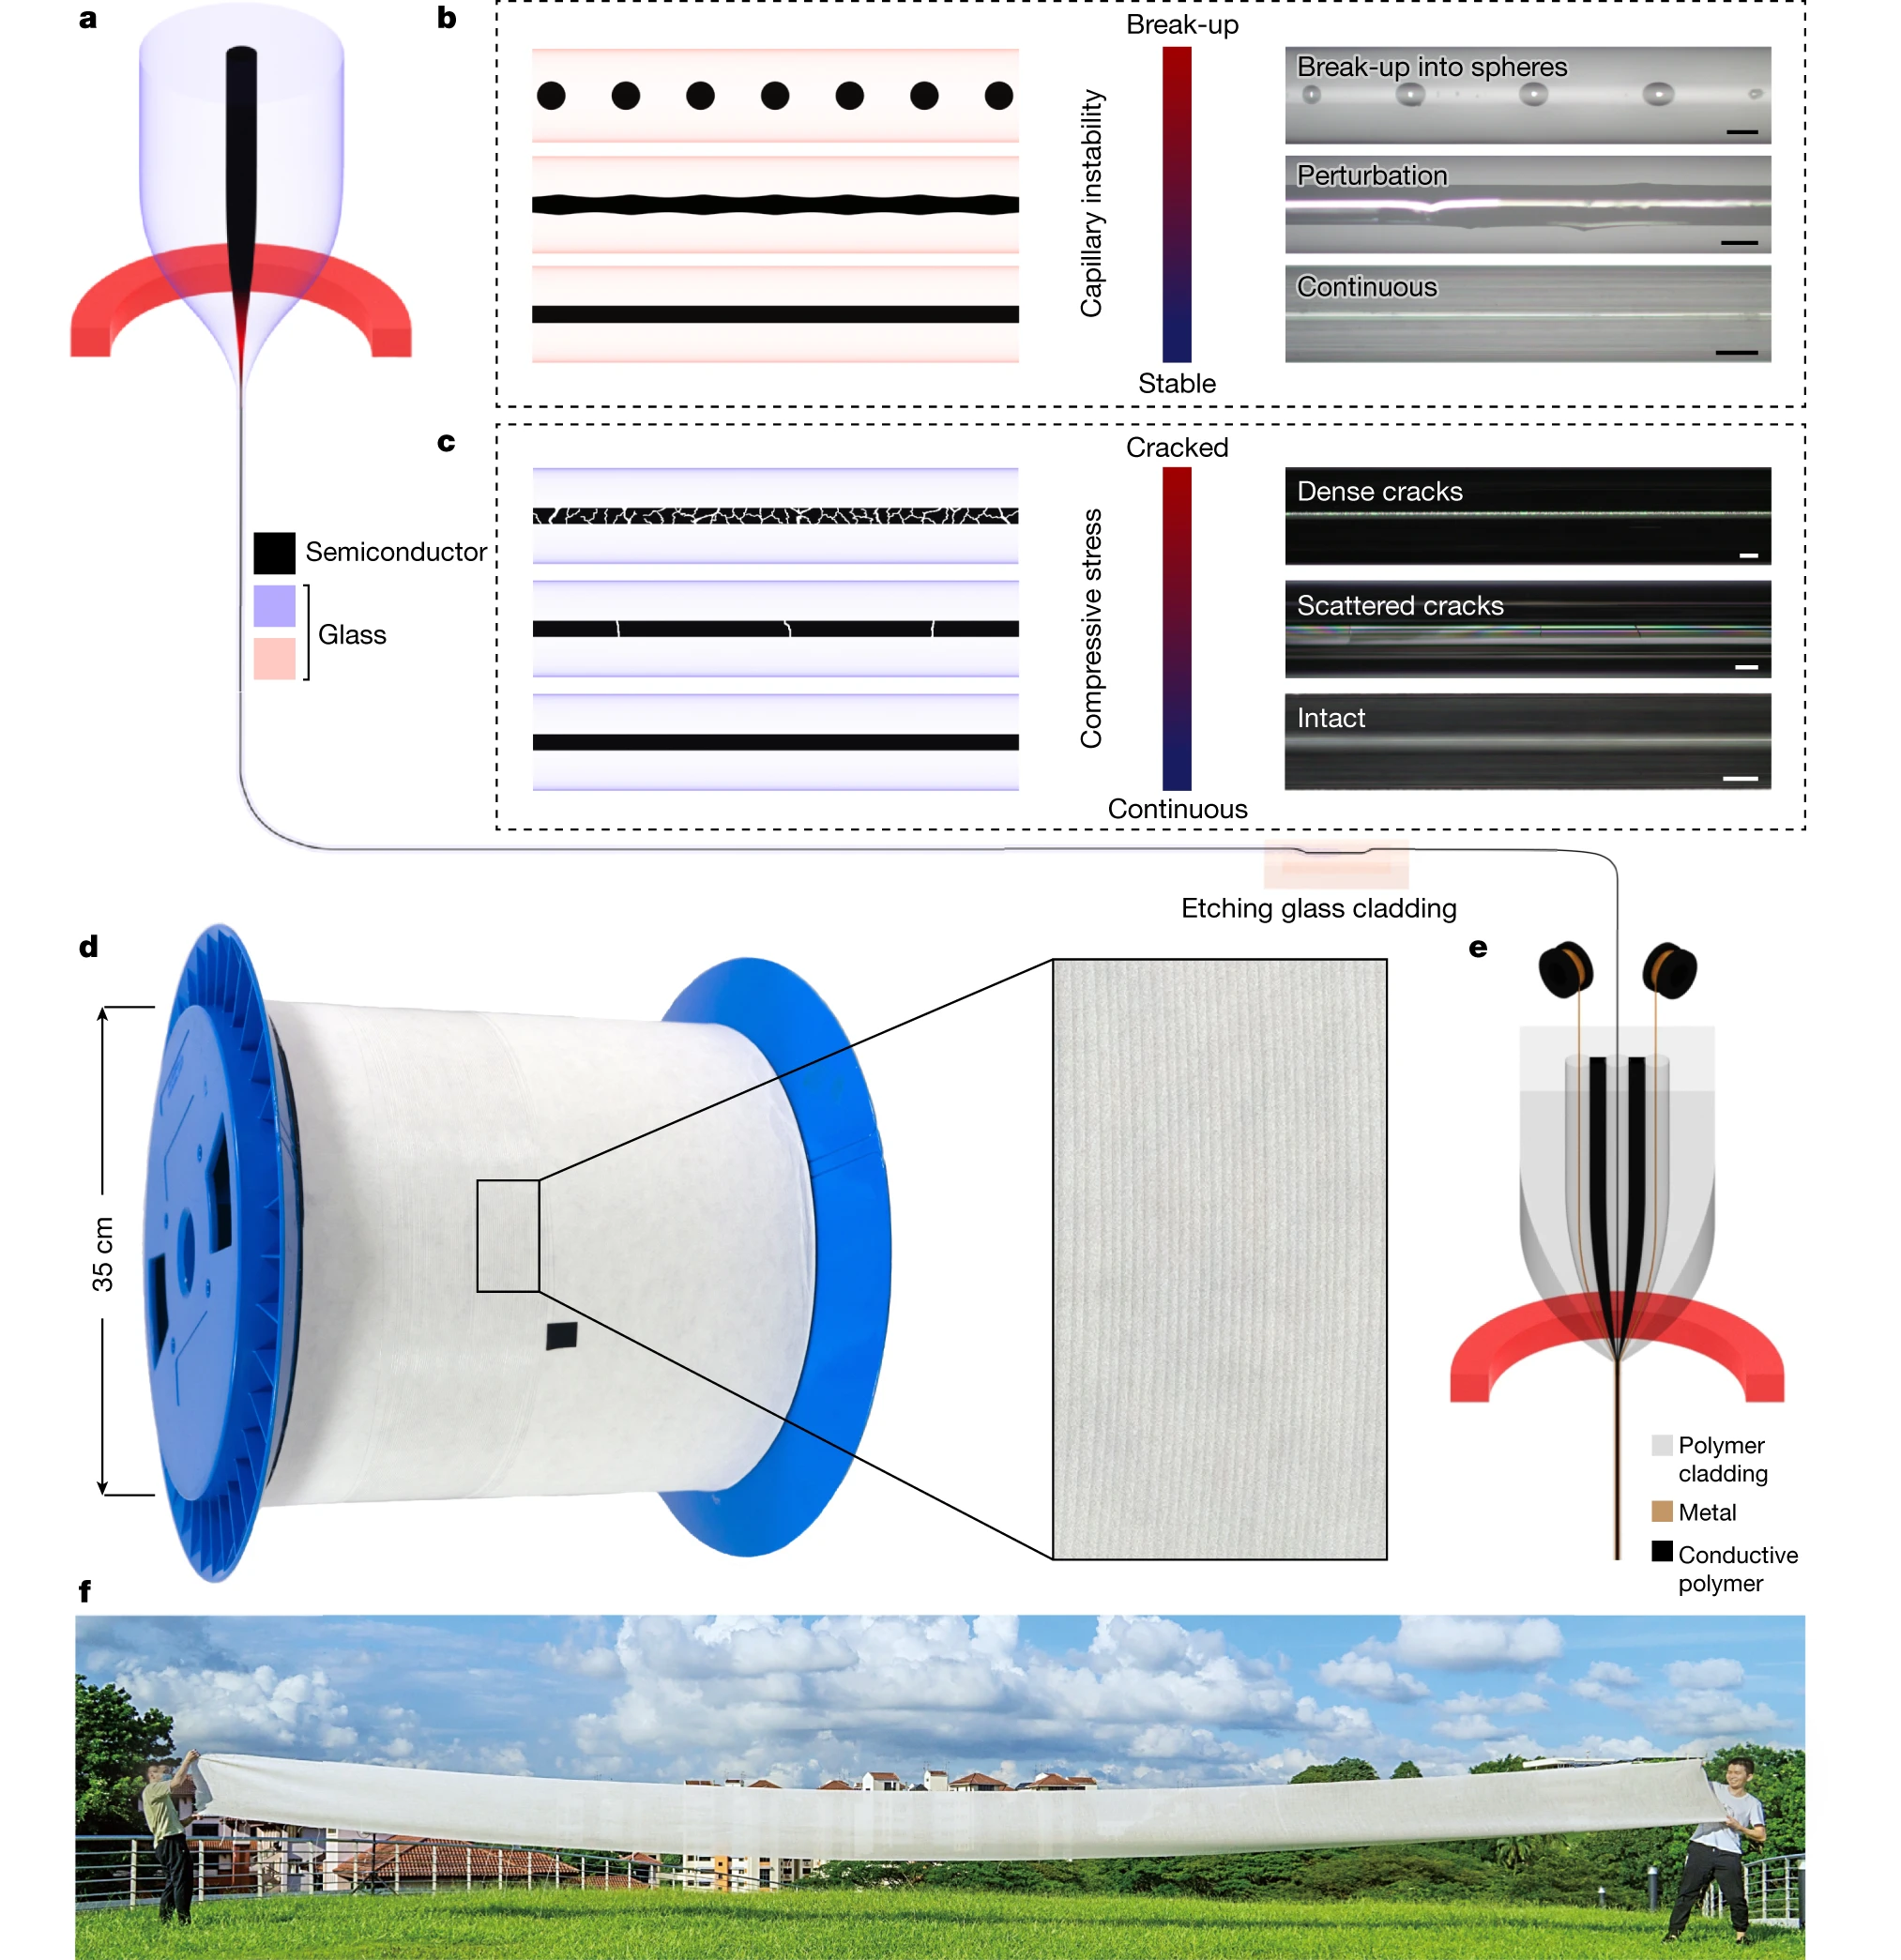 a
b
Break-up
Capillary instability
Stable
Break-up into spheres
Perturbation
Continuous
c
Cracked
Compressive stress
Continuous
Dense cracks
Scattered cracks
Intact
Semiconductor
Glass
Etching glass cladding
d
35 cm
e
Polymer
cladding
Metal
Conductive
polymer
f